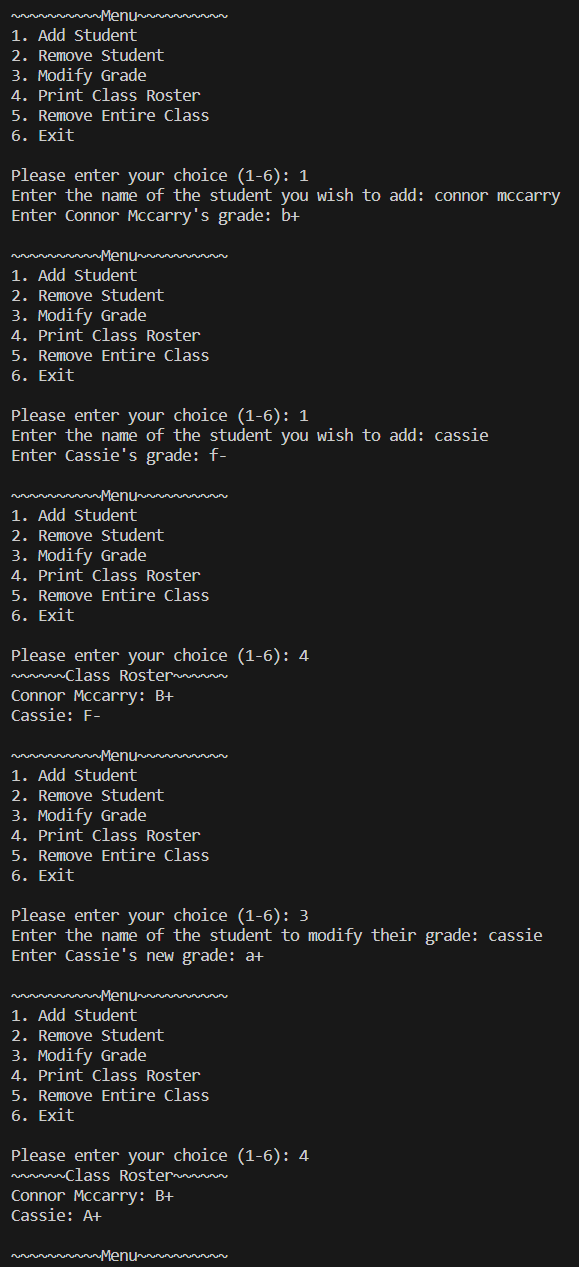 ~~~~~~~~~~Menu~~~~~~~~~~
1. Add Student
2. Remove Student
3. Modify Grade
4. Print Class Roster
5. Remove Entire Class
6. Exit
Please enter your choice (1-6): 1
Enter the name of the student you wish to add: connor mccarry
Enter Connor Mccarry's grade: b+
~~~~~~~~~~Menu~~~~~~~~~~
1. Add Student
2. Remove Student
3. Modify Grade
4. Print Class Roster
5. Remove Entire Class
6. Exit
Please enter your choice (1-6): 1
Enter the name of the student you wish to add: cassie
Enter Cassie's grade: f-
~~~~~~~~~~Menu~~~~~~~~~~
1. Add Student
2. Remove Student
3. Modify Grade
4. Print Class Roster
5. Remove Entire Class
6. Exit
Please enter your choice (1-6): 4
~~~~~~Class Roster~~~~~~
Connor Mccarry: B+
Cassie: F-
~~~~~~~~~~Menu~~~~~~~~~~
1. Add Student
2. Remove Student
3. Modify Grade
4. Print Class Roster
5. Remove Entire Class
6. Exit
Please enter your choice (1-6): 3
Enter the name of the student to modify their grade: cassie
Enter Cassie's new grade: a+
~~~~~~~~~~Menu~~~~~~~~~~
1. Add Student
2. Remove Student
3. Modify Grade
4. Print Class Roster
5. Remove Entire Class
6. Exit
Please enter your choice (1-6): 4
~~~~~~Class Roster~~~~~~
Connor Mccarry: B+
Cassie: A+
~~~~~~~~~~Menu~~~~~~~~~~